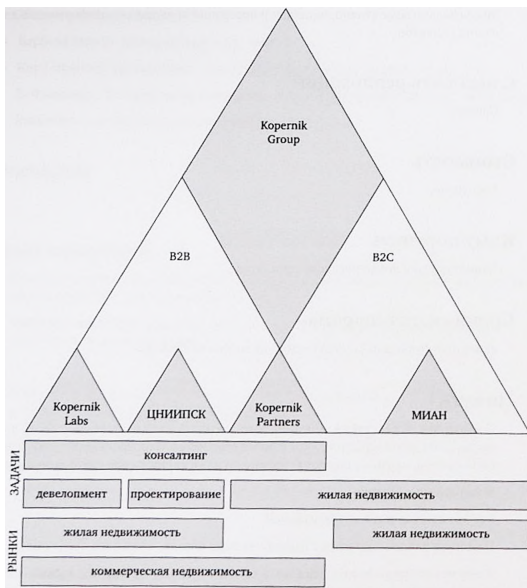 Kopernik
Group
B2B
B2C
Kopernik
Labs
ЦНИИПСК
Kopernik
Partners
МИАН
ЗАДАЧИ
консалтинг
девелопмент
проектирование
жилая недвижимость
РЫНКИ
жилая недвижимость
жилая недвижимость
коммерческая недвижимость